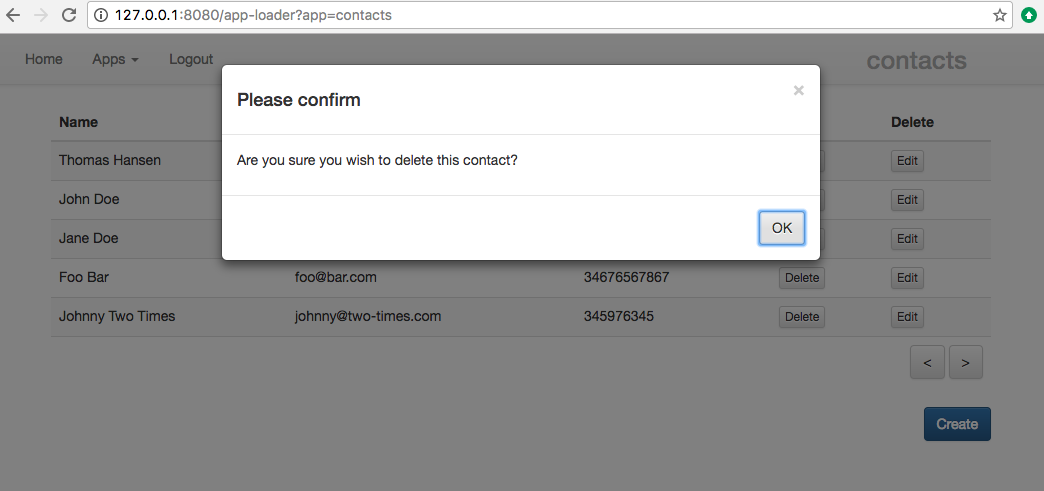 127.0.0.1:8080/app-loader?app=contacts
Home Apps Logout contacts
Please confirm ×
Are you sure you wish to delete this contact?
OK
Name Delete
Thomas Hansen Edit
John Doe Edit
Jane Doe Edit
Foo Bar foo@bar.com 34676567867 Delete Edit
Johnny Two Times johnny@two-times.com 345976345 Delete Edit
< >
Create